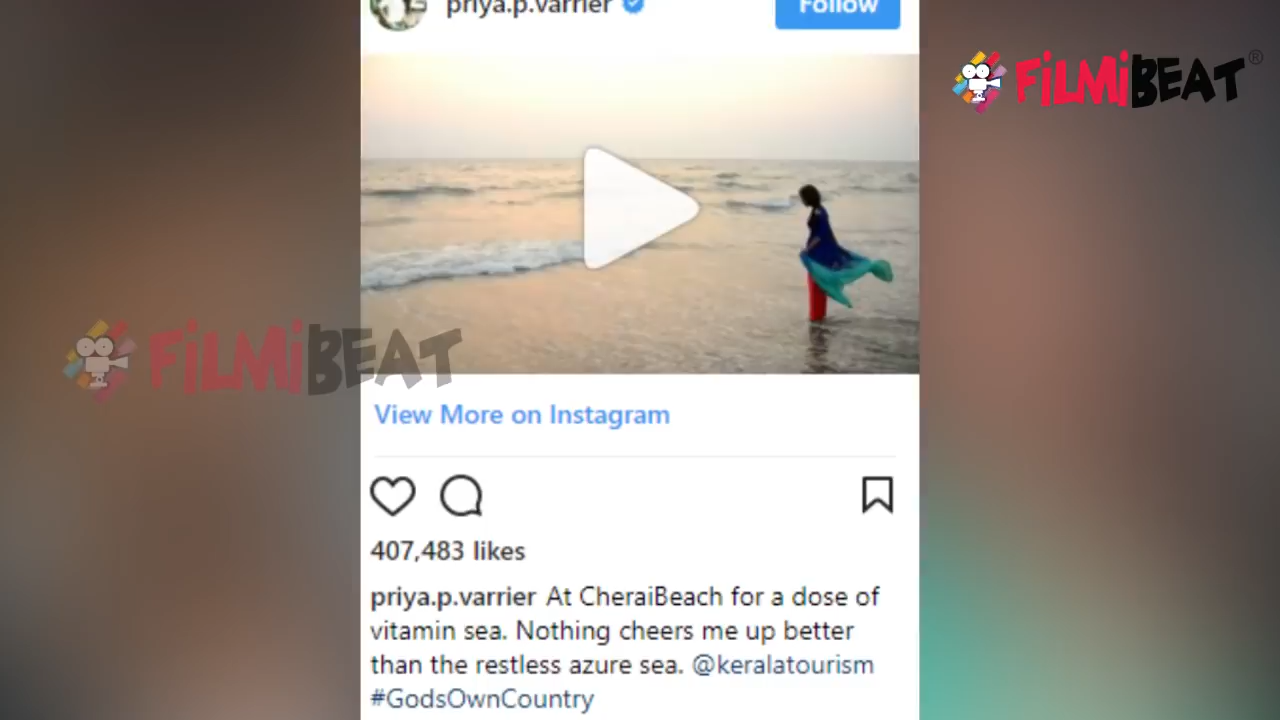 priya.p.varrier
Follow
FiLMiBEAT®
FiLMiBEAT
View More on Instagram
407,483 likes
priya.p.varrier At CheraiBeach for a dose of
vitamin sea. Nothing cheers me up better
than the restless azure sea. @keralatourism
#GodsOwnCountry